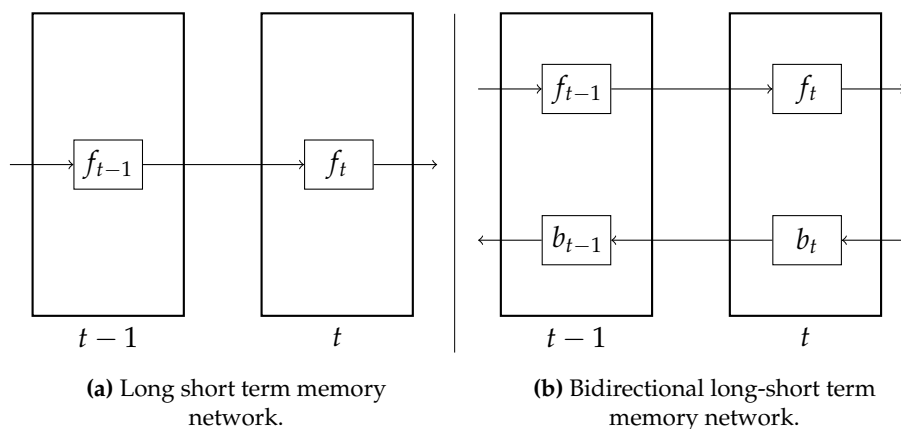 f_{t−1}
f_t
t − 1
t
(a) Long short term memory
network.
f_{t−1}
f_t
b_{t−1}
b_t
t − 1
t
(b) Bidirectional long-short term
memory network.